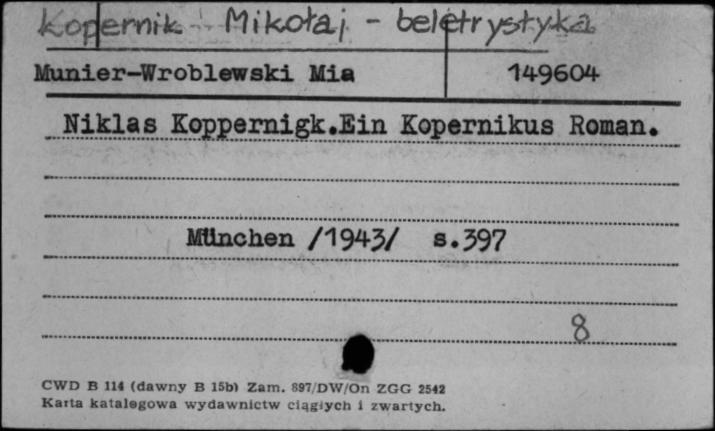 Kopernik Mikołaj - beletrystyka
Munier-Wroblewski Mia 149604
Niklas Koppernigk.Ein Kopernikus Roman.
München /1943/ s.397
8
CWD B 114 (dawny B 15b) Zam. 897/DW/On ZGG 2542
Karta katalogowa wydawnictw ciągłych i zwartych.